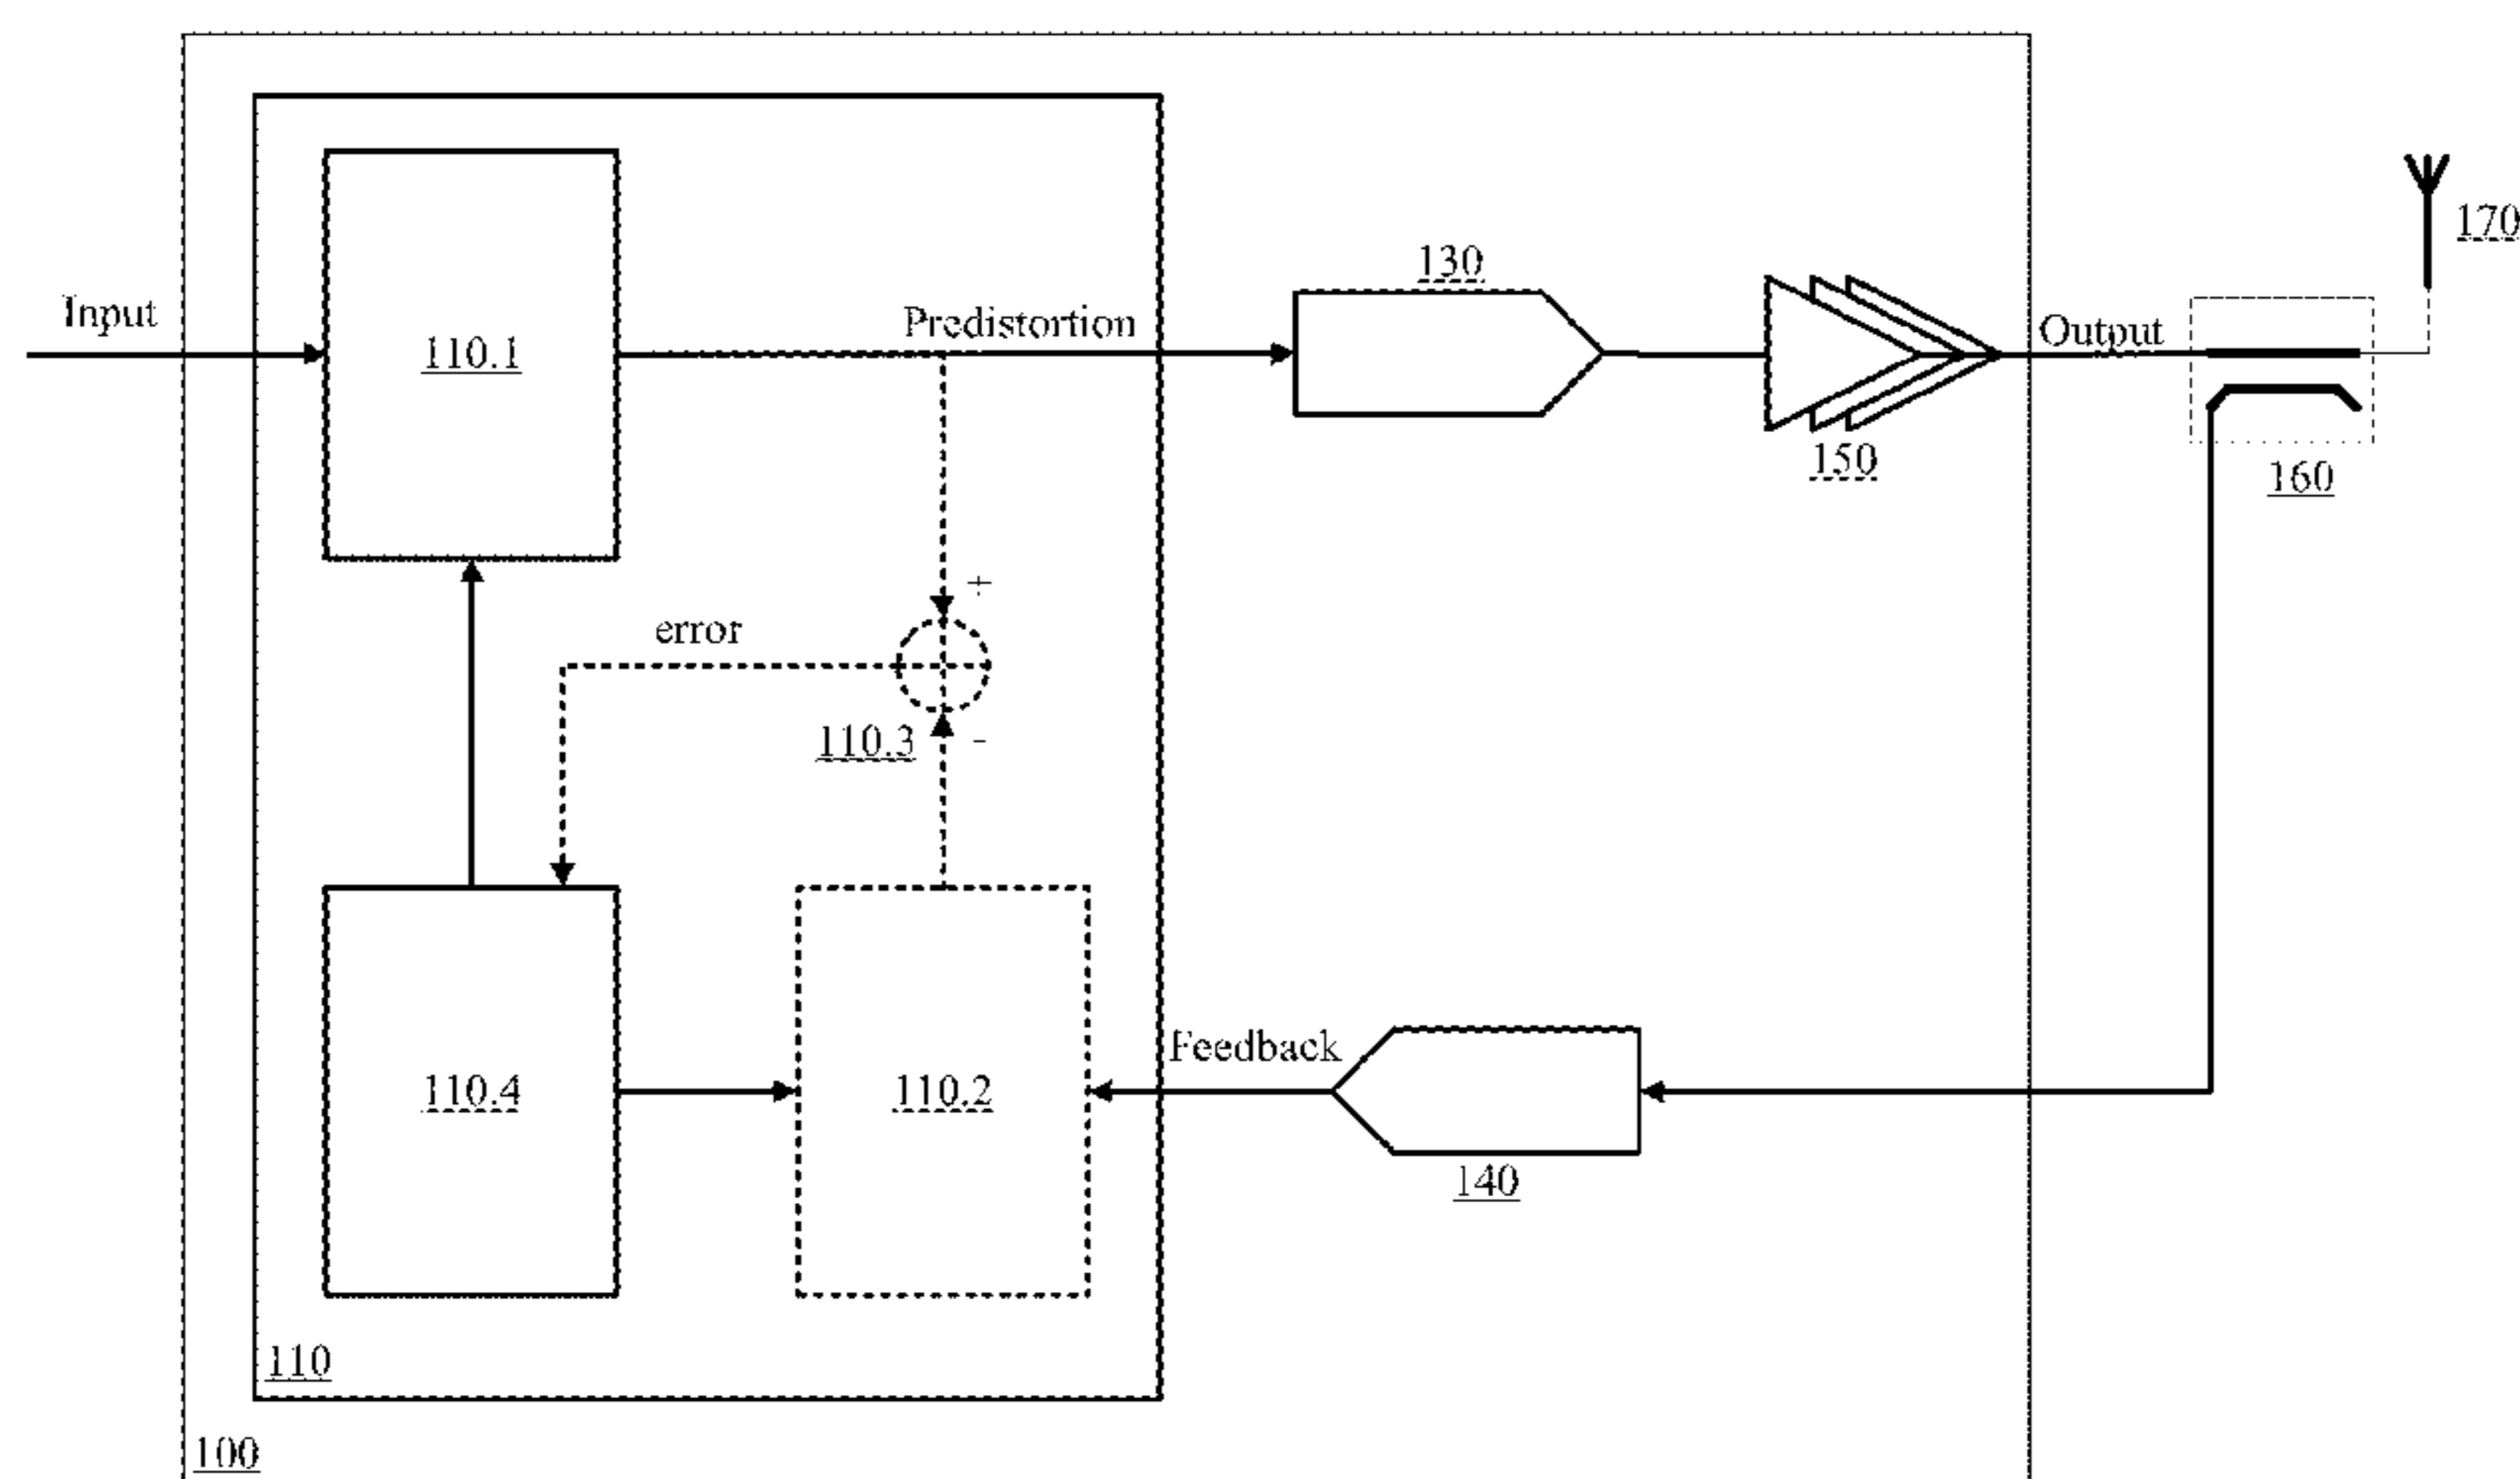 170
130
Input
Predistortion
Output
110.1
150
160
+
error
110.3
-
Feedback
110.4
110.2
140
110
100